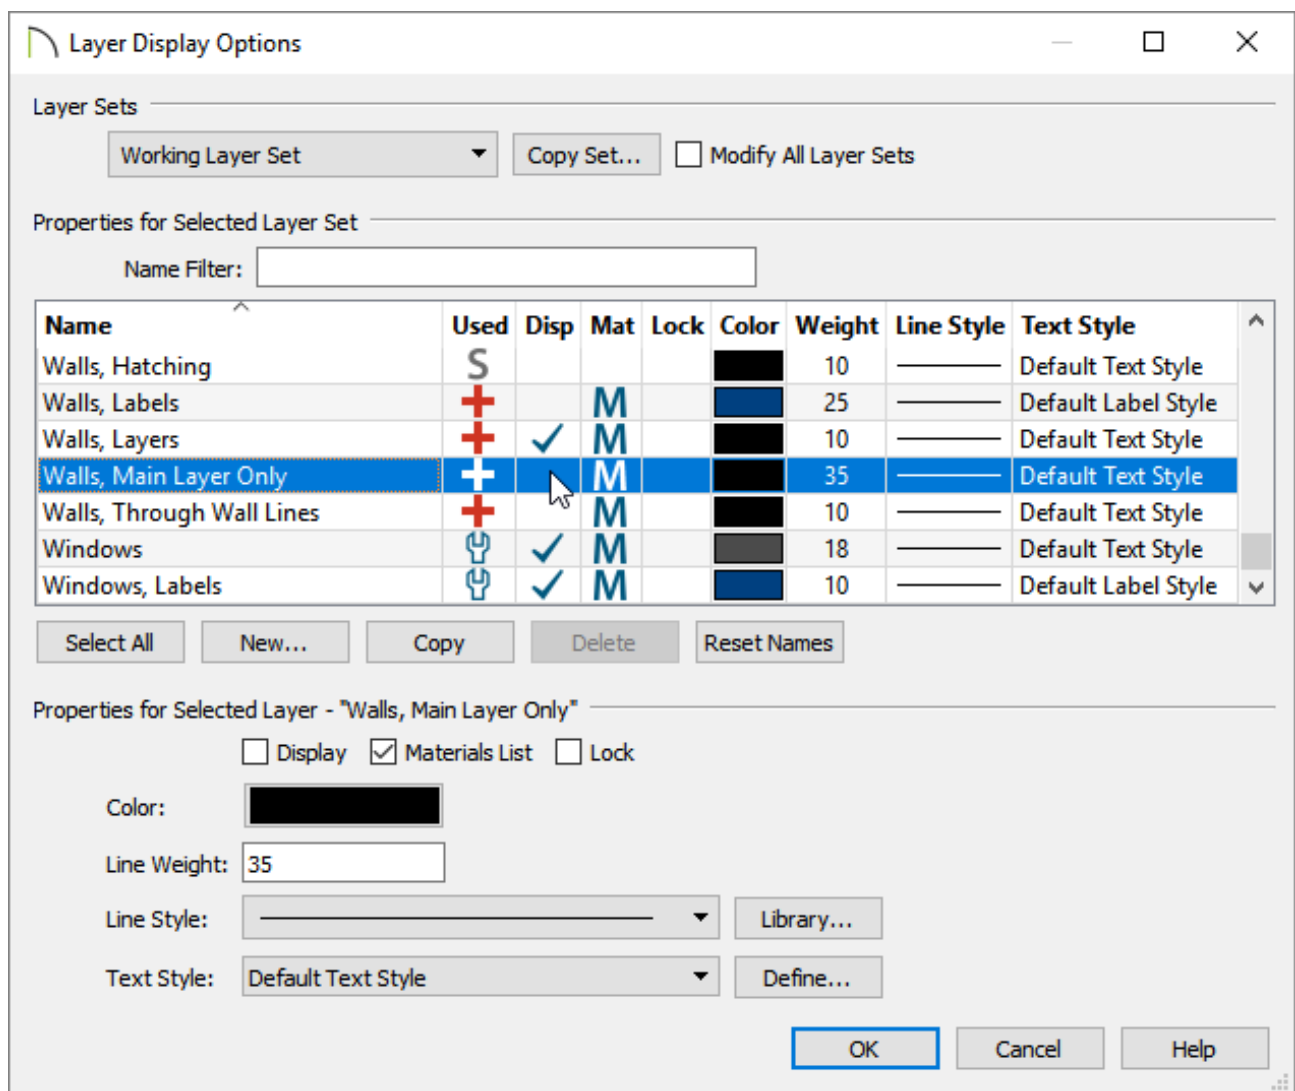 Layer Display Options
Layer Sets
Working Layer Set Copy Set... Modify All Layer Sets
Properties for Selected Layer Set
Name Filter:
Name Used Disp Mat Lock Color Weight Line Style Text Style
Walls, Hatching S 10 Default Text Style
Walls, Labels M 25 Default Label Style
Walls, Layers M 10 Default Text Style
Walls, Main Layer Only M 35 Default Text Style
Walls, Through Wall Lines M 10 Default Text Style
Windows M 18 Default Text Style
Windows, Labels M 10 Default Label Style
Select All New... Copy Delete Reset Names
Properties for Selected Layer - "Walls, Main Layer Only"
Display Materials List Lock
Color:
Line Weight: 35
Line Style: Library...
Text Style: Default Text Style Define...
OK Cancel Help